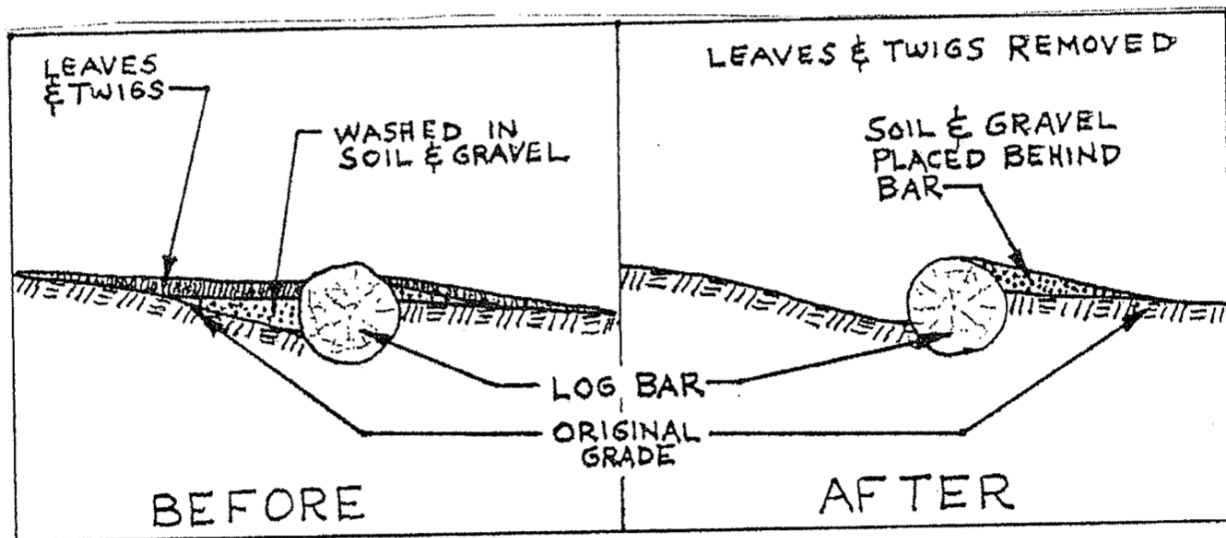 LEAVES
& TWIGS
WASHED IN
SOIL & GRAVEL
LEAVES & TWIGS REMOVED
SOIL & GRAVEL
PLACED BEHIND
BAR
LOG BAR
ORIGINAL
GRADE
BEFORE
AFTER